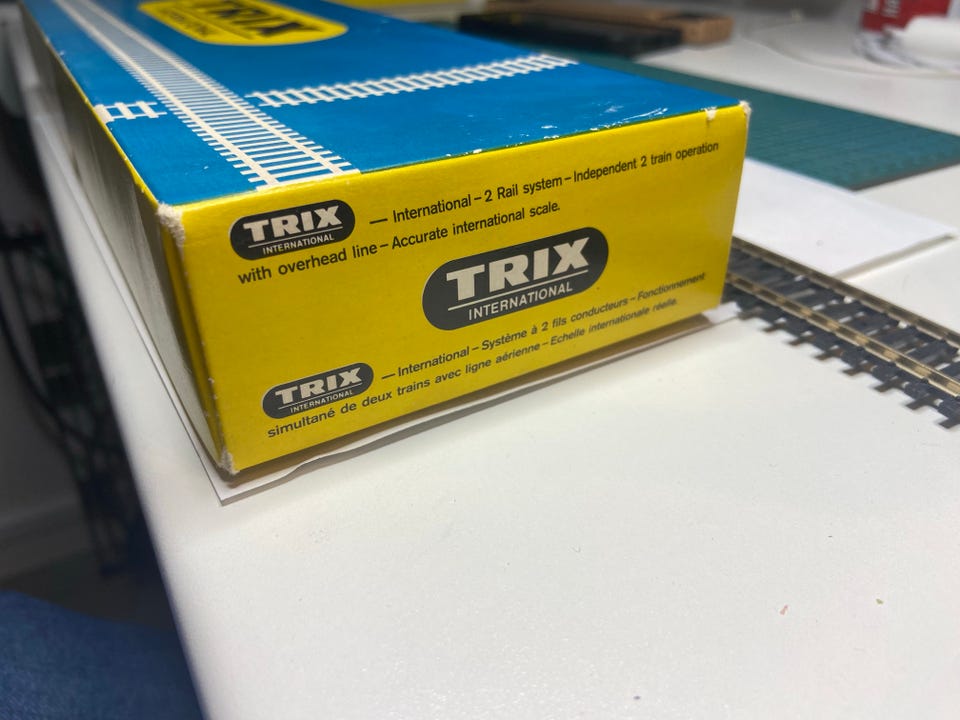 TRIX
TRIX
INTERNATIONAL
— International – 2 Rail system – Independent 2 train operation
with overhead line – Accurate international scale.
TRIX
INTERNATIONAL
TRIX
INTERNATIONAL
— International – Système à 2 fils conducteurs – Fonctionnement
simultané de deux trains avec ligne aérienne – Echelle internationale réelle.